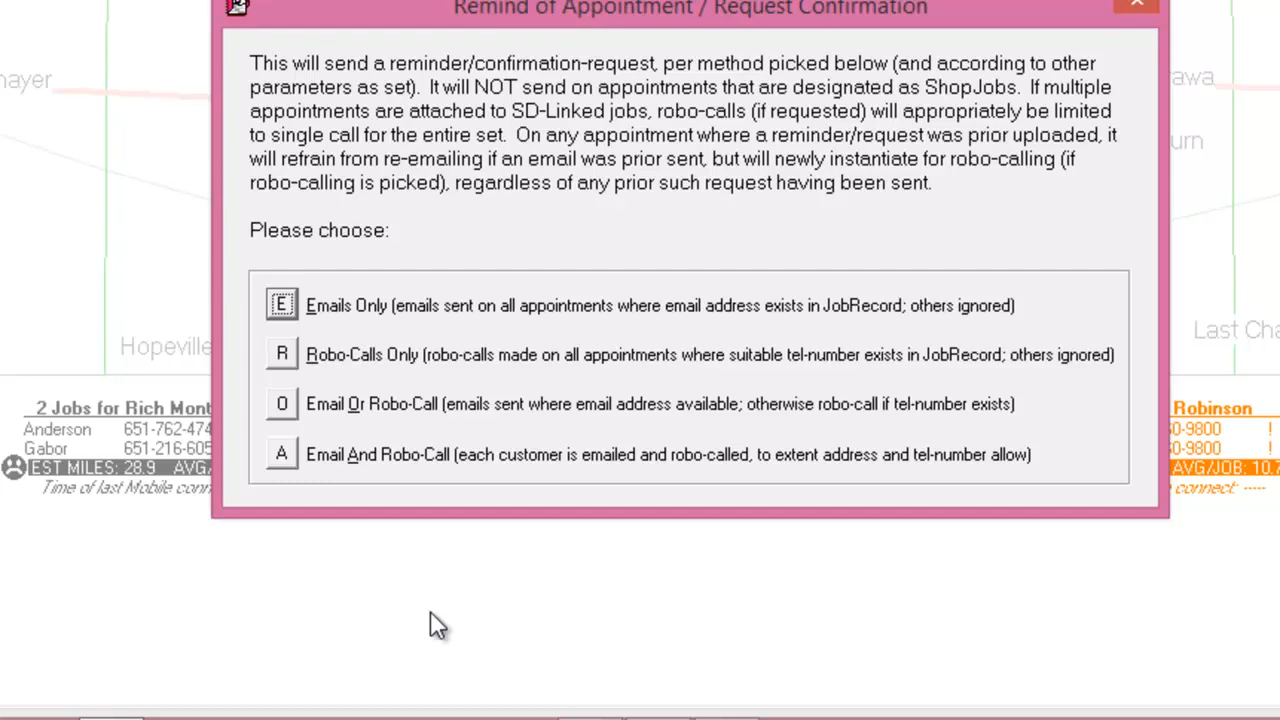 Remind of Appointment / Request Confirmation
This will send a reminder/confirmation-request, per method picked below (and according to other
parameters as set). It will NOT send on appointments that are designated as ShopJobs. If multiple
appointments are attached to SD-Linked jobs, robo-calls (if requested) will appropriately be limited
to single call for the entire set. On any appointment where a reminder/request was prior uploaded, it
will refrain from re-emailing if an email was prior sent, but will newly instantiate for robo-calling (if
robo-calling is picked), regardless of any prior such request having been sent.
Please choose:
E Emails Only (emails sent on all appointments where email address exists in JobRecord; others ignored)
R Robo-Calls Only (robo-calls made on all appointments where suitable tel-number exists in JobRecord; others ignored)
O Email Or Robo-Call (emails sent where email address available; otherwise robo-call if tel-number exists)
A Email And Robo-Call (each customer is emailed and robo-called, to extent address and tel-number allow)
nayer
awa
urn
Hopeville
Last Cha
2 Jobs for Rich Mont
Anderson 651-762-474
Gabor 651-216-605
EST MILES: 28.9 AVG/
Time of last Mobile conn
Robinson
60-9800 !
60-9800 !
AVG/JOB: 10.7
connect: -----